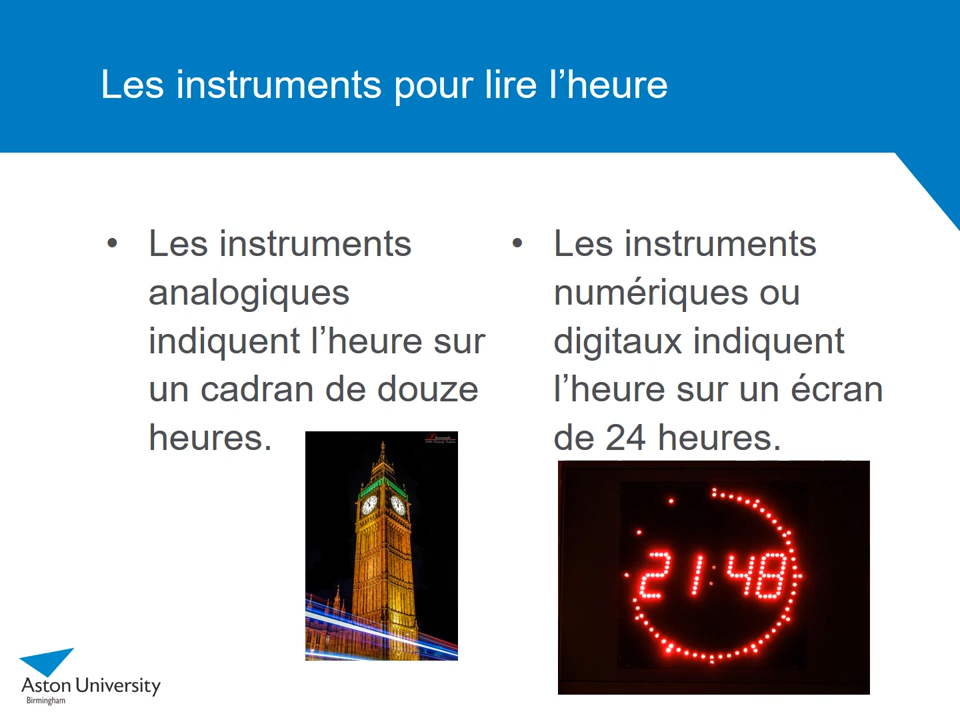 Les instruments pour lire l’heure
• Les instruments
analogiques
indiquent l’heure sur
un cadran de douze
heures.
• Les instruments
numériques ou
digitaux indiquent
l’heure sur un écran
de 24 heures.
21:48
Aston University
Birmingham